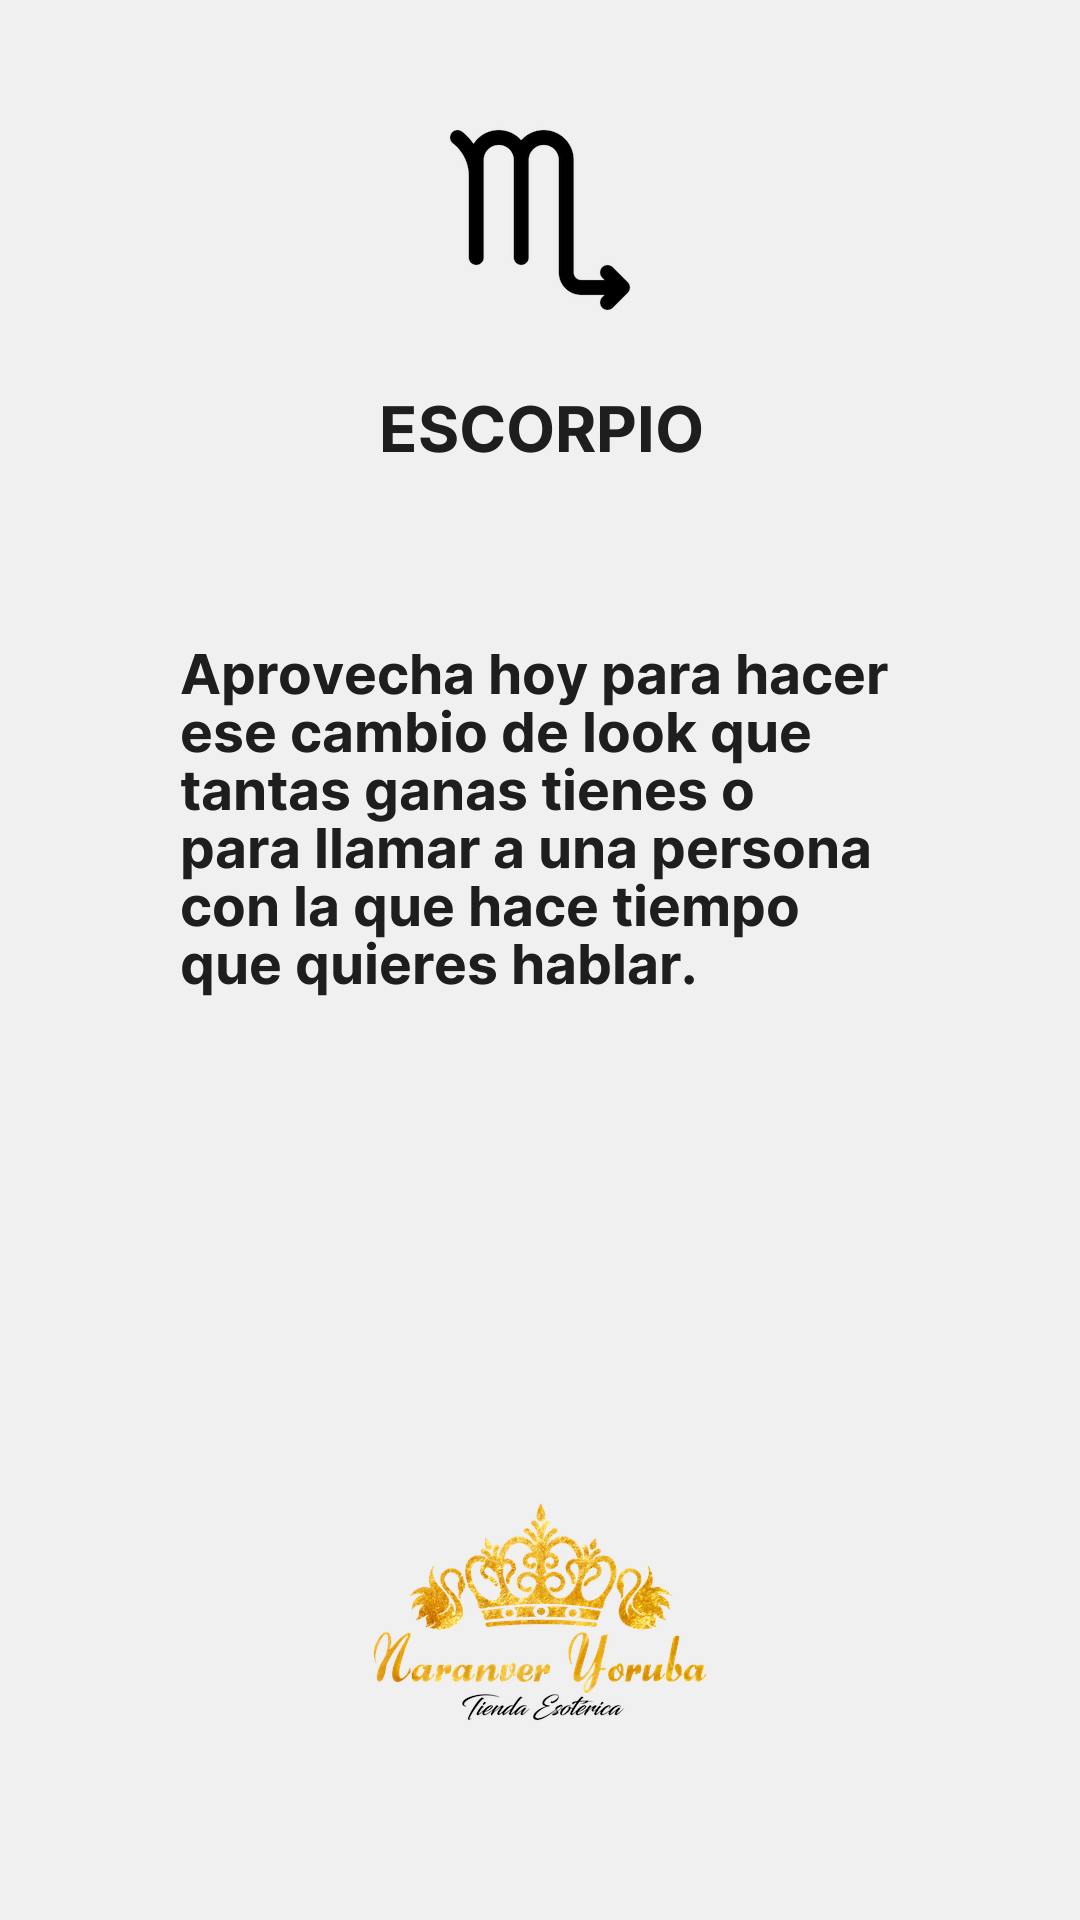 ESCORPIO
Aprovecha hoy para hacer
ese cambio de look que
tantas ganas tienes o
para llamar a una persona
con la que hace tiempo
que quieres hablar.
Naranver Yoruba
Tienda Esotérica